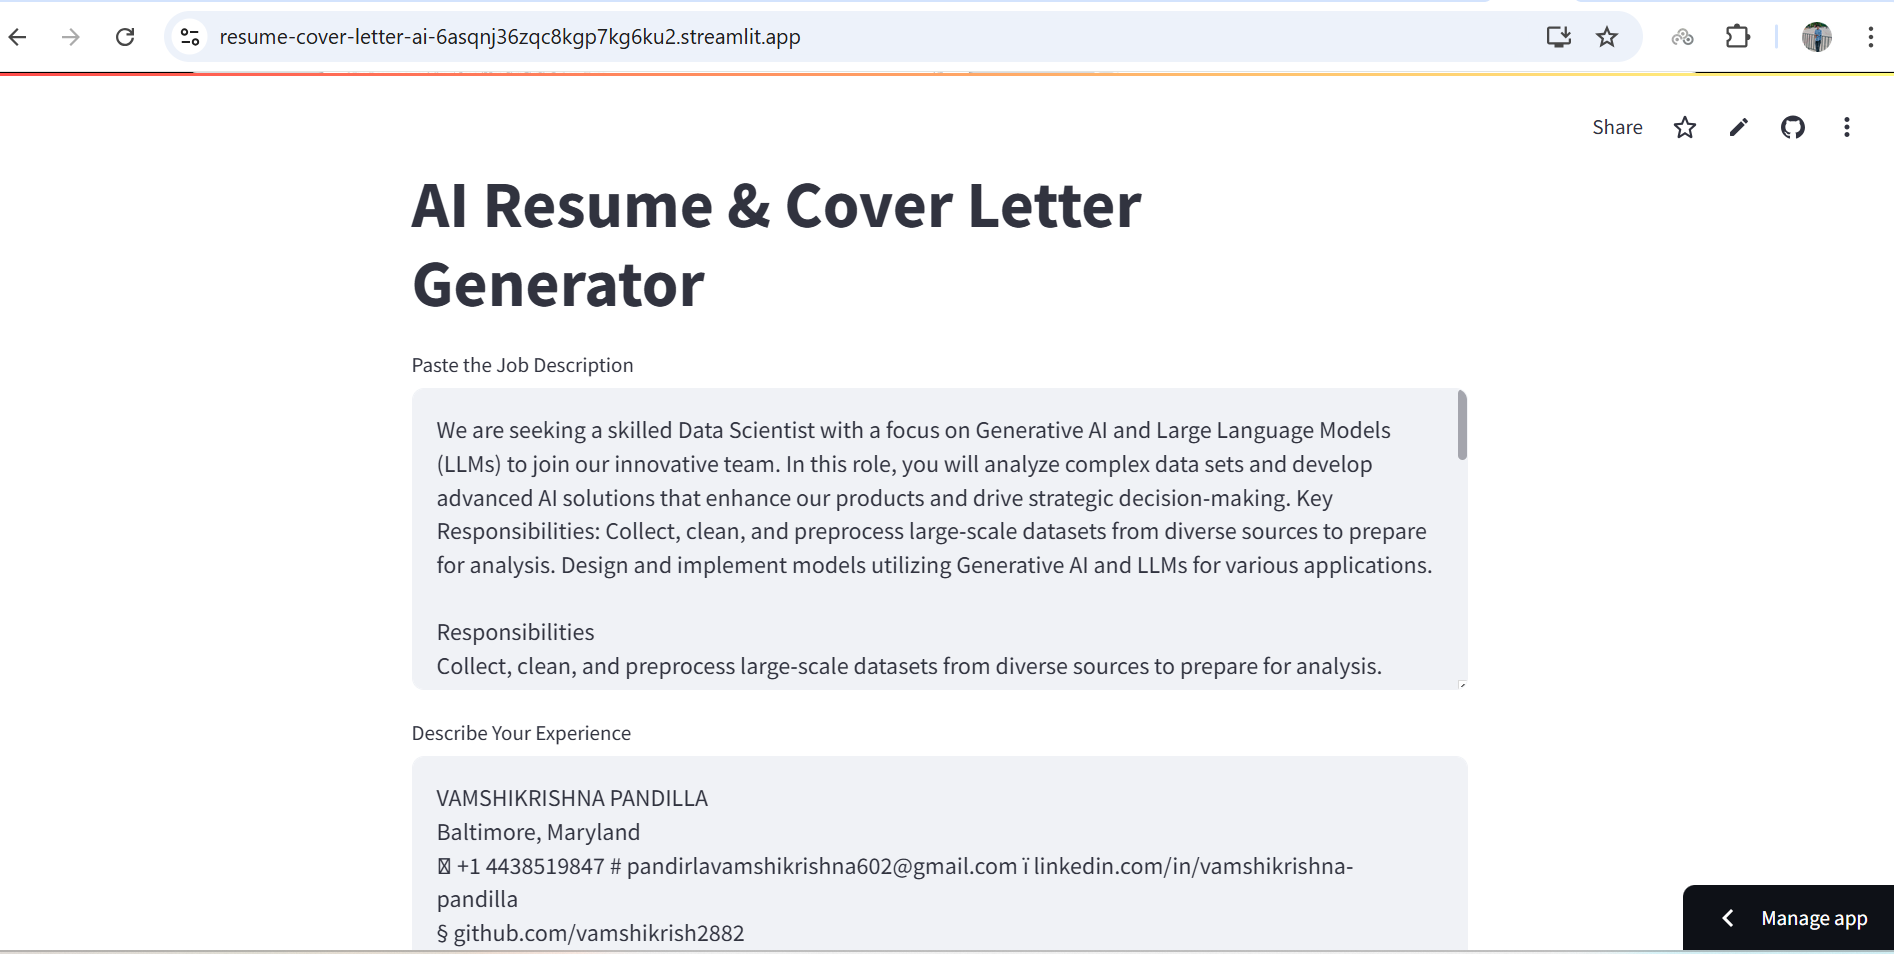 resume-cover-letter-ai-6asqnj36zqc8kgp7kg6ku2.streamlit.app
Share
AI Resume & Cover Letter
Generator
Paste the Job Description
We are seeking a skilled Data Scientist with a focus on Generative AI and Large Language Models
(LLMs) to join our innovative team. In this role, you will analyze complex data sets and develop
advanced AI solutions that enhance our products and drive strategic decision-making. Key
Responsibilities: Collect, clean, and preprocess large-scale datasets from diverse sources to prepare
for analysis. Design and implement models utilizing Generative AI and LLMs for various applications.
Responsibilities
Collect, clean, and preprocess large-scale datasets from diverse sources to prepare for analysis.
Describe Your Experience
VAMSHIKRISHNA PANDILLA
Baltimore, Maryland
+1 4438519847 # pandirlavamshikrishna602@gmail.com ï linkedin.com/in/vamshikrishna-
pandilla
§ github.com/vamshikrish2882
Manage app